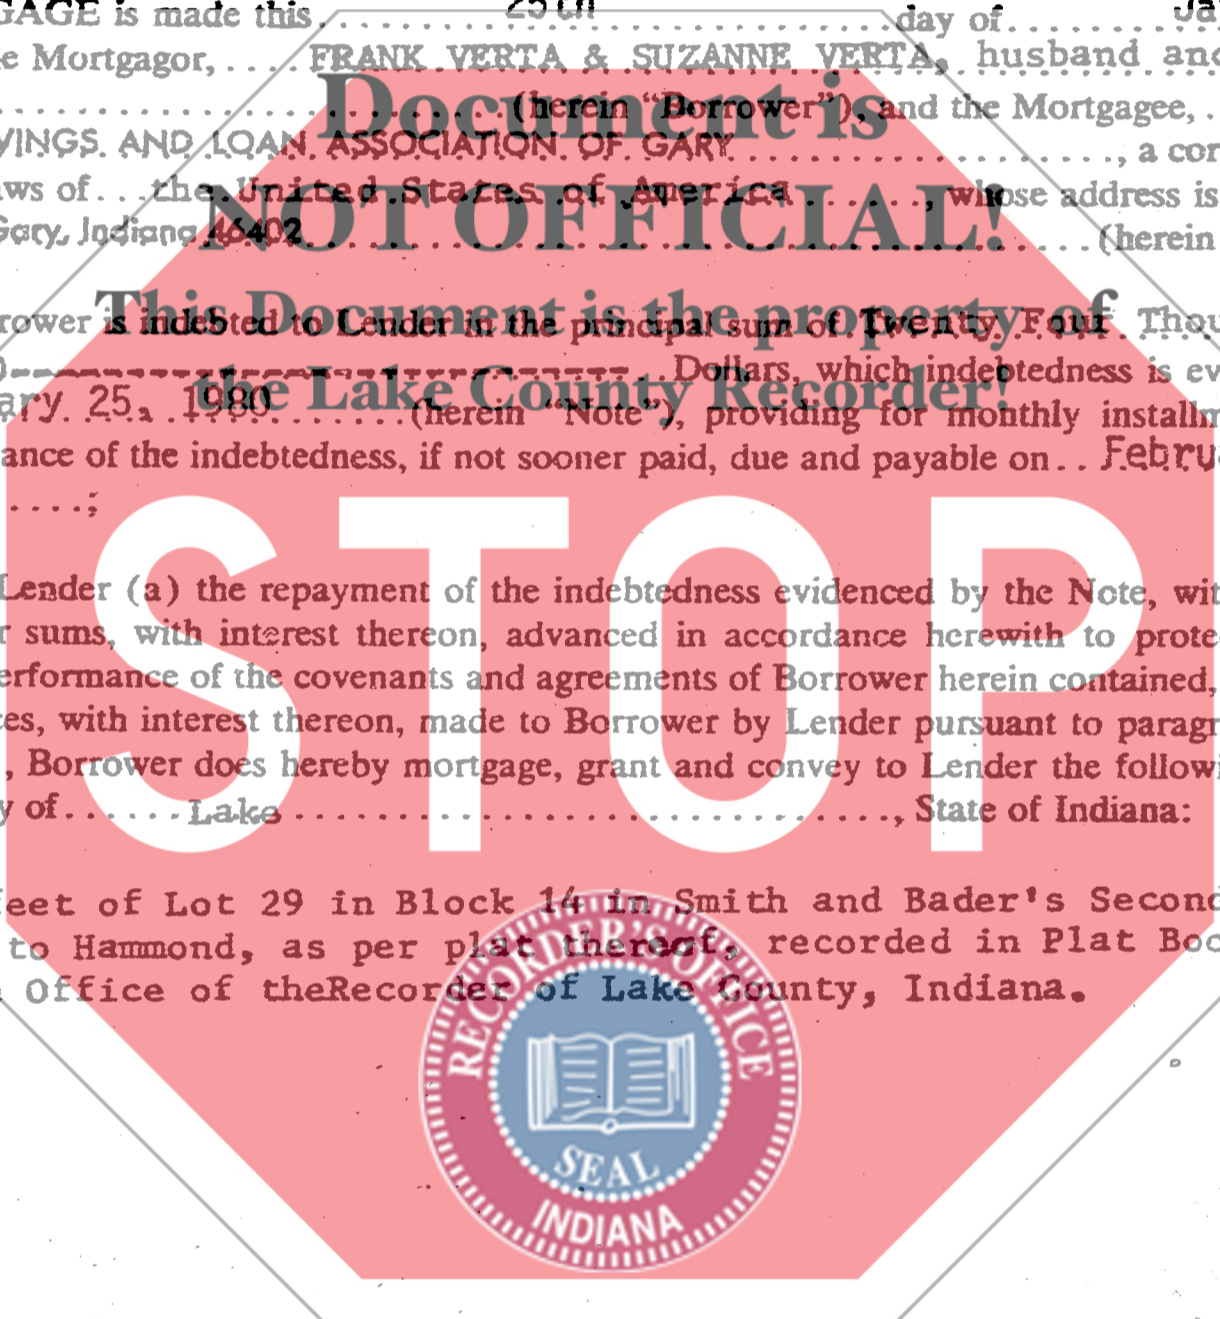 GAGE is made this 25th day of
e Mortgagor, FRANK VERTA & SUZANNE VERTA, husband and
Document is
(herein "Borrower"), and the Mortgagee,
VINGS AND LOAN ASSOCIATION OF GARY, a cor
ws of the United States of America, whose address is
NOT OFFICIAL!
Gary, Indiana 46402 (herein
This Document is the property of
rower is indebted to Lender in the principal sum of Twenty Four Thou
Dollars, which indebtedness is ev
the Lake County Recorder!
ary 25, 1980 (herein "Note"), providing for monthly installm
ance of the indebtedness, if not sooner paid, due and payable on Febru
STOP
Lender (a) the repayment of the indebtedness evidenced by the Note, wit
r sums, with interest thereon, advanced in accordance herewith to prote
erformance of the covenants and agreements of Borrower herein contained,
ces, with interest thereon, made to Borrower by Lender pursuant to paragr
, Borrower does hereby mortgage, grant and convey to Lender the followi
y of Lake, State of Indiana:
eet of Lot 29 in Block 14 in Smith and Bader's Second
to Hammond, as per plat thereof, recorded in Plat Boo
Office of theRecorder of Lake County, Indiana.
RECORDER'S OFFICE
SEAL
INDIANA